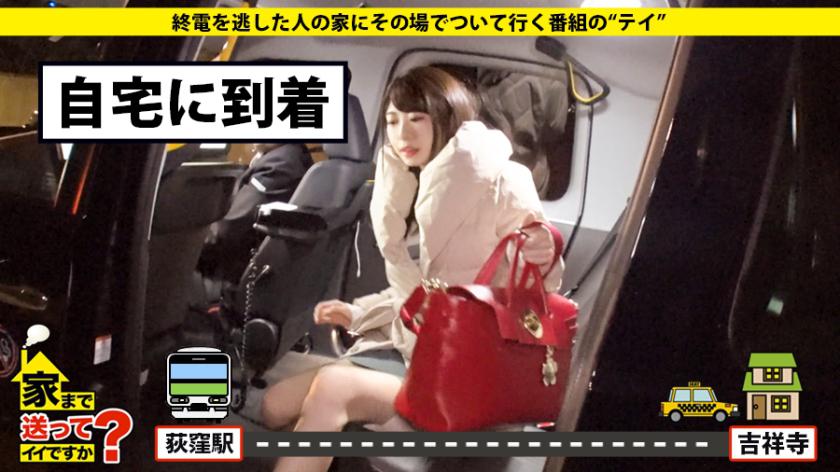 終電を逃した人の家にその場でついて行く番組の“テイ”
自宅に到着
家まで
送って
イイですか?
荻窪駅
吉祥寺